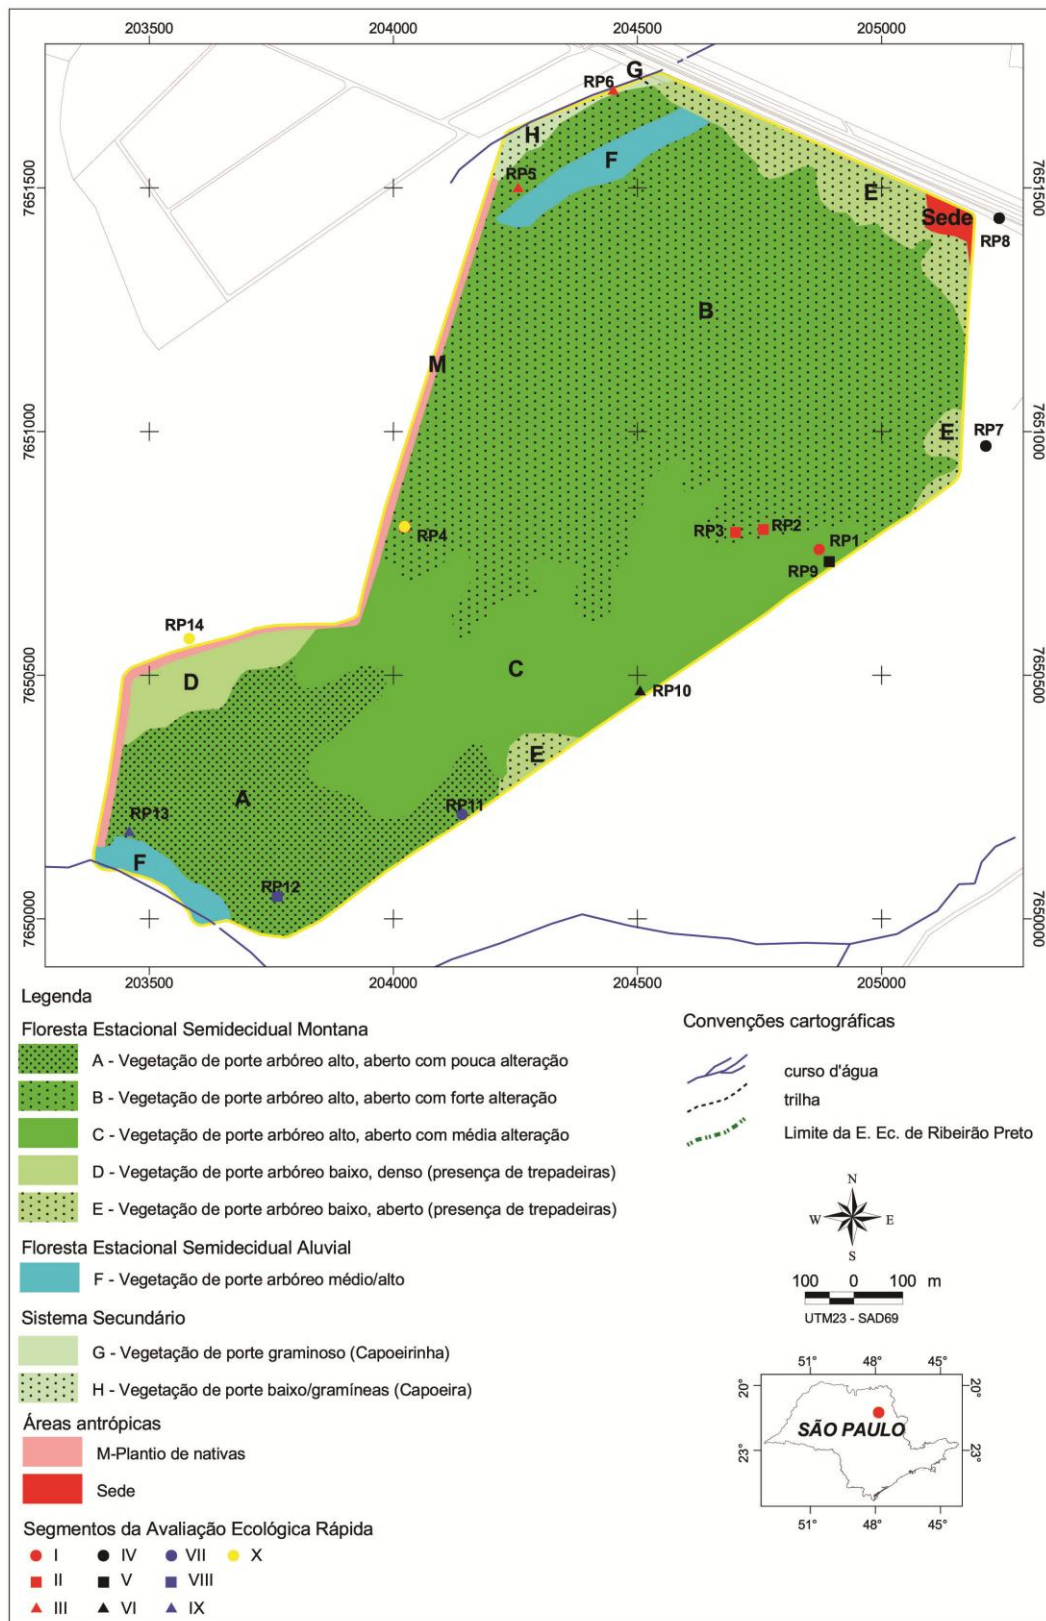 203500 204000 204500 205000
G
RP6
H
F
7651500 7651500
RP5
E
Sede
RP8
B
M
7651000 7651000
E
RP7
RP4
RP3
RP2
RP1
RP9
RP14
C
D
7650500 7650500
RP10
E
A
RP11
RP13
F
RP12
7650000 7650000
203500 204000 204500 205000
Legenda
Floresta Estacional Semidecidual Montana
A - Vegetação de porte arbóreo alto, aberto com pouca alteração
B - Vegetação de porte arbóreo alto, aberto com forte alteração
C - Vegetação de porte arbóreo alto, aberto com média alteração
D - Vegetação de porte arbóreo baixo, denso (presença de trepadeiras)
E - Vegetação de porte arbóreo baixo, aberto (presença de trepadeiras)
Floresta Estacional Semidecidual Aluvial
F - Vegetação de porte arbóreo médio/alto
Sistema Secundário
G - Vegetação de porte graminoso (Capoeirinha)
H - Vegetação de porte baixo/gramíneas (Capoeira)
Áreas antrópicas
M-Plantio de nativas
Sede
Segmentos da Avaliação Ecológica Rápida
I IV VII X
II V VIII
III VI IX
Convenções cartográficas
curso d'água
trilha
Limite da E. Ec. de Ribeirão Preto
N
W E
S
100 0 100 m
UTM23 - SAD69
51° 48° 45°
20° 20°
SÃO PAULO
23° 23°
51° 48° 45°